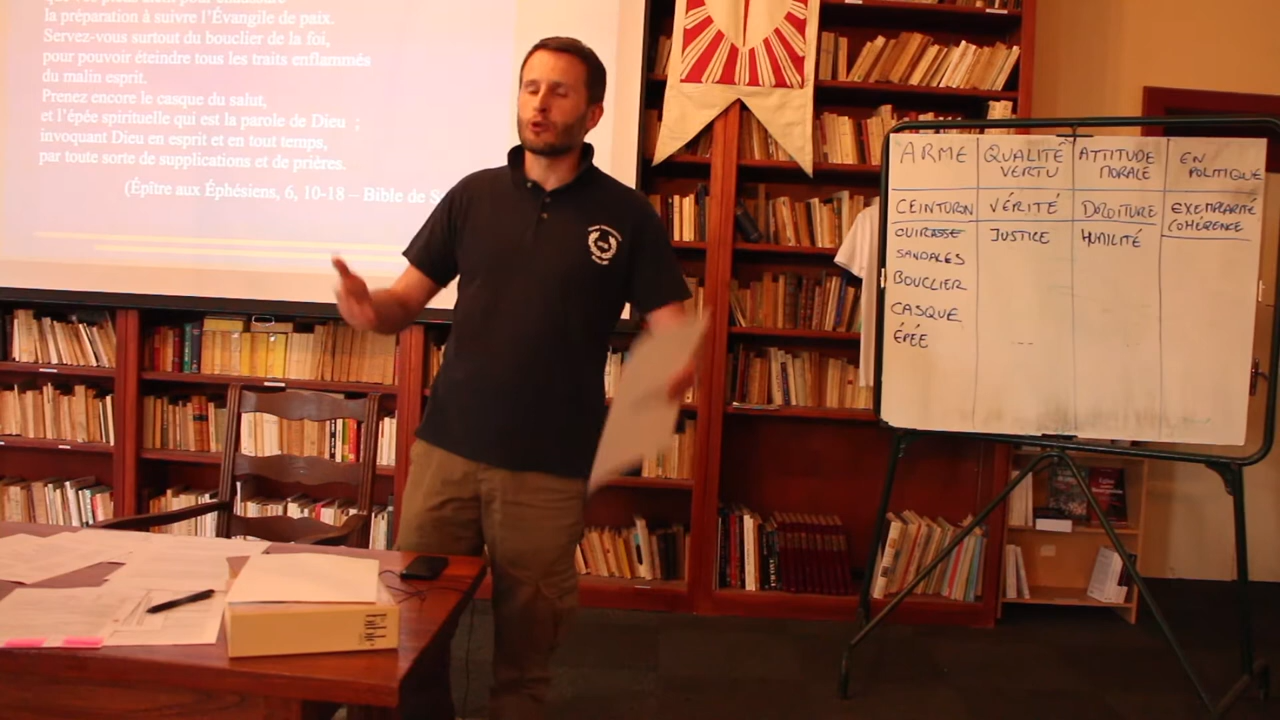 la préparation à suivre l'Évangile de paix.
Servez-vous surtout du bouclier de la foi,
pour pouvoir éteindre tous les traits enflammés
du malin esprit.
Prenez encore le casque du salut,
et l'épée spirituelle qui est la parole de Dieu ;
invoquant Dieu en esprit et en tout temps,
par toute sorte de supplications et de prières.
(Épître aux Éphésiens, 6, 10-18 – Bible de
ARME QUALITÉ VERTU ATTITUDE MORALE EN POLITIQUE
CEINTURON VÉRITÉ DROITURE EXEMPLARITÉ COHÉRENCE
CUIRASSE JUSTICE HUMILITÉ
SANDALES
BOUCLIER
CASQUE
ÉPÉE
Bible